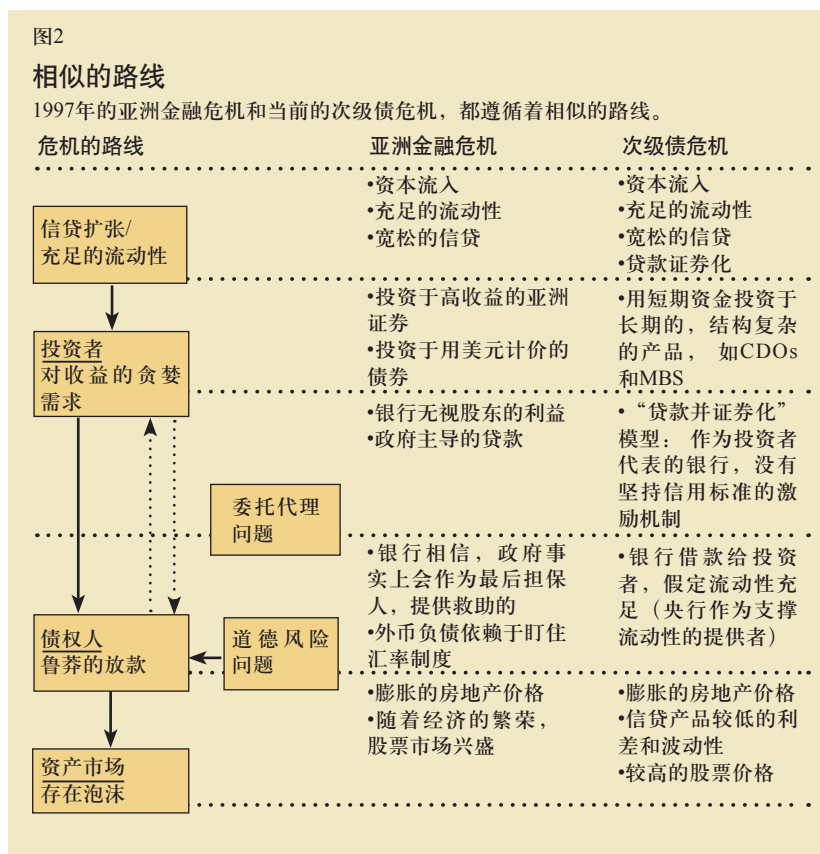 图2
相似的路线
1997年的亚洲金融危机和当前的次级债危机，都遵循着相似的路线。
危机的路线
亚洲金融危机
次级债危机
信贷扩张/
充足的流动性
•资本流入
•充足的流动性
•宽松的信贷
•资本流入
•充足的流动性
•宽松的信贷
•贷款证券化
投资者
对收益的贪婪
需求
•投资于高收益的亚洲
证券
•投资于用美元计价的
债券
•用短期资金投资于
长期的，结构复杂
的产品， 如CDOs
和MBS
委托代理
问题
•银行无视股东的利益
•政府主导的贷款
•“贷款并证券化”
模型： 作为投资者
代表的银行，没有
坚持信用标准的激
励机制
债权人
鲁莽的放款
道德风险
问题
•银行相信，政府事
实上会作为最后担保
人，提供救助的
•外币负债依赖于盯住
汇率制度
•银行借款给投资
者，假定流动性充
足（央行作为支撑
流动性的提供者）
资产市场
存在泡沫
•膨胀的房地产价格
•随着经济的繁荣，
股票市场兴盛
•膨胀的房地产价格
•信贷产品较低的利
差和波动性
•较高的股票价格